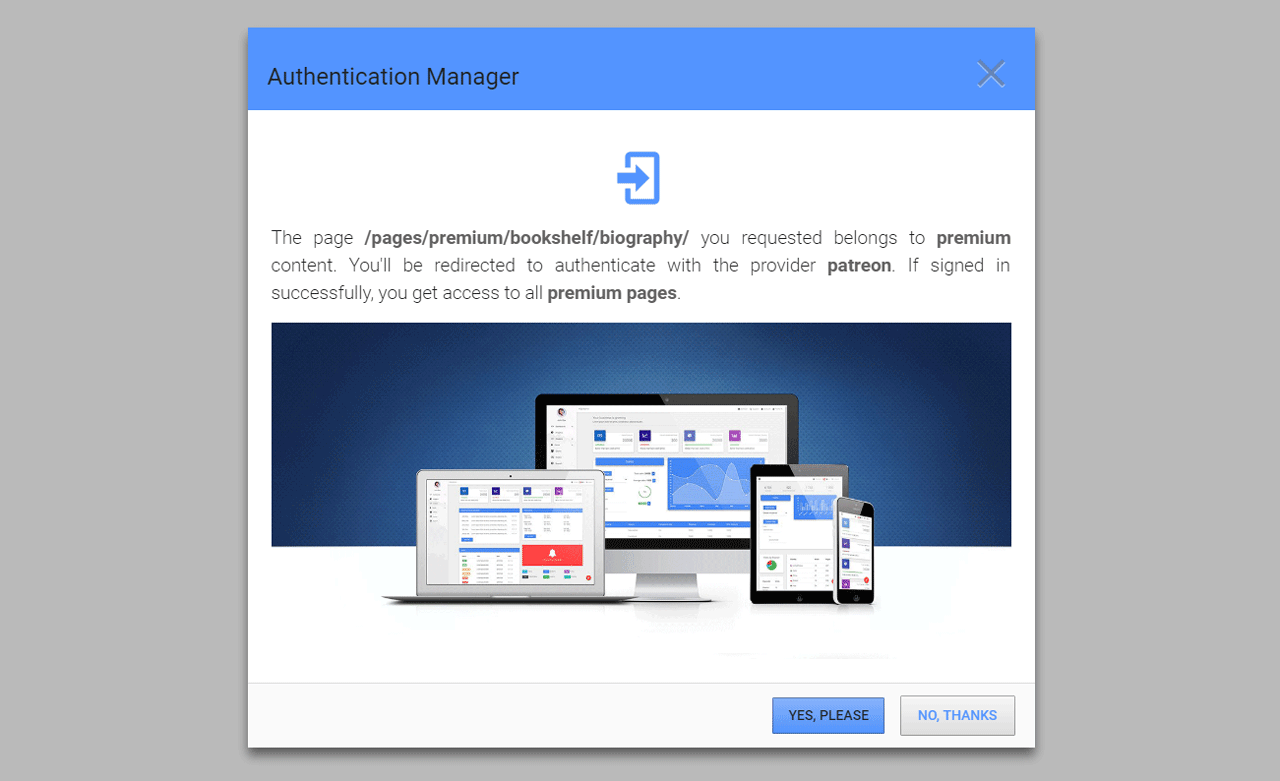 Authentication Manager
The page /pages/premium/bookshelf/biography/ you requested belongs to premium
content. You'll be redirected to authenticate with the provider patreon. If signed in
successfully, you get access to all premium pages.
YES, PLEASE
NO, THANKS